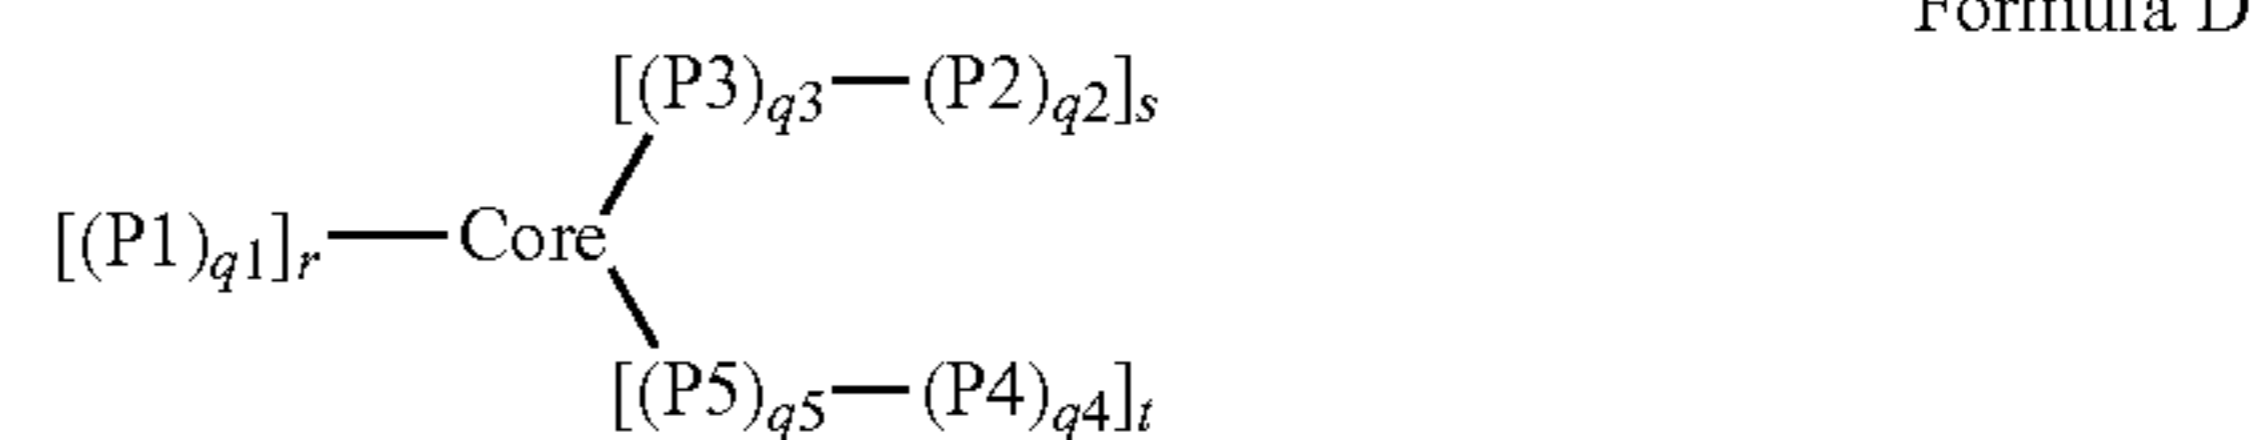 Formula D
[(P3)q3—(P2)q2]s
[(P1)q1]r—Core
[(P5)q5—(P4)q4]t